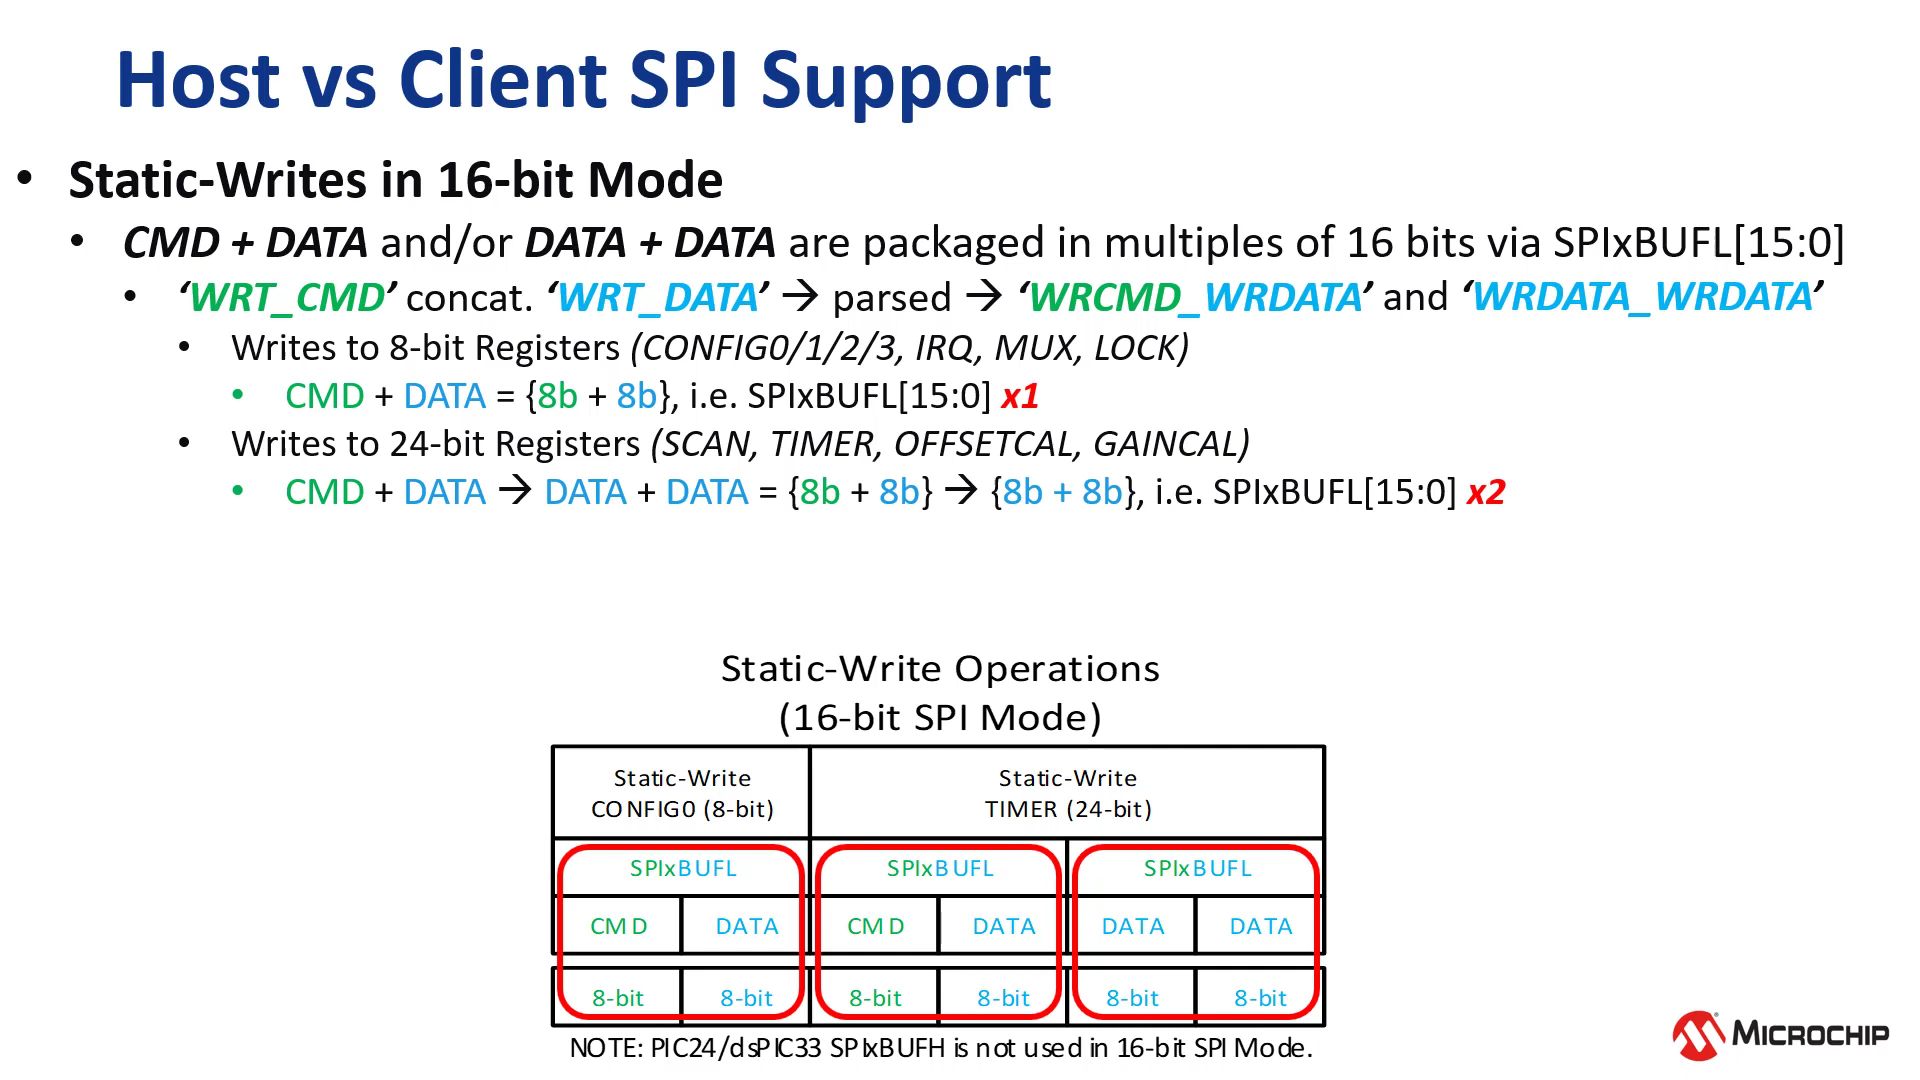 Host vs Client SPI Support
• Static-Writes in 16-bit Mode
• CMD + DATA and/or DATA + DATA are packaged in multiples of 16 bits via SPIxBUFL[15:0]
• ‘WRT_CMD’ concat. ‘WRT_DATA’ → parsed → ‘WRCMD_WRDATA’ and ‘WRDATA_WRDATA’
• Writes to 8-bit Registers (CONFIG0/1/2/3, IRQ, MUX, LOCK)
• CMD + DATA = {8b + 8b}, i.e. SPIxBUFL[15:0] x1
• Writes to 24-bit Registers (SCAN, TIMER, OFFSETCAL, GAINCAL)
• CMD + DATA → DATA + DATA = {8b + 8b} → {8b + 8b}, i.e. SPIxBUFL[15:0] x2
Static-Write Operations
(16-bit SPI Mode)
Static-Write
CONFIG0 (8-bit)
Static-Write
TIMER (24-bit)
SPIxBUFL SPIxBUFL SPIxBUFL
CMD DATA CMD DATA DATA DATA
8-bit 8-bit 8-bit 8-bit 8-bit 8-bit
NOTE: PIC24/dsPIC33 SPIxBUFH is not used in 16-bit SPI Mode.
MICROCHIP